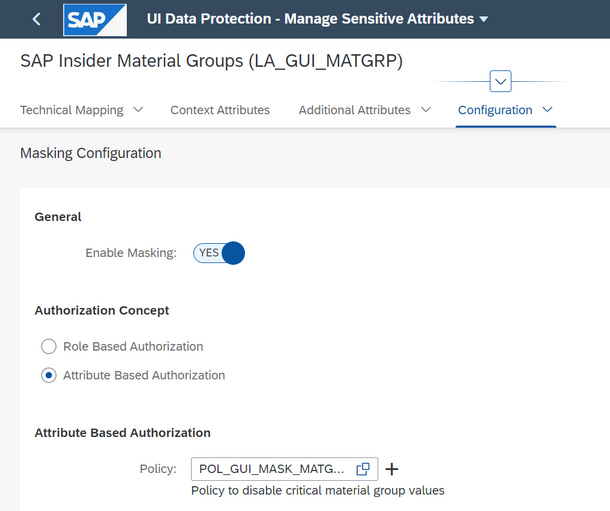 SAP UI Data Protection - Manage Sensitive Attributes
SAP Insider Material Groups (LA_GUI_MATGRP)
Technical Mapping Context Attributes Additional Attributes Configuration
Masking Configuration
General
Enable Masking: YES
Authorization Concept
Role Based Authorization
Attribute Based Authorization
Attribute Based Authorization
Policy: POL_GUI_MASK_MATG...
Policy to disable critical material group values